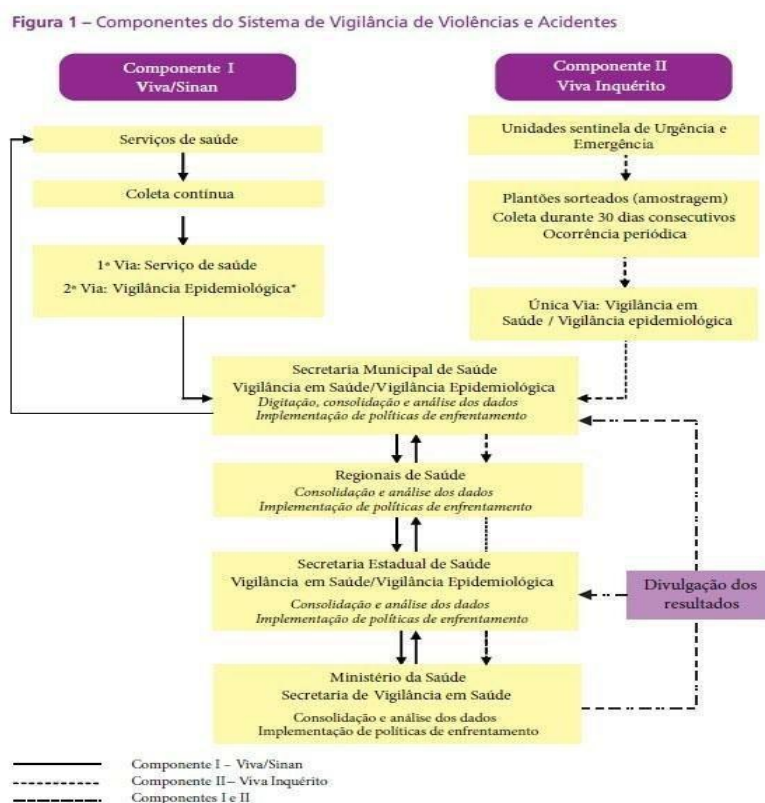 Figura 1 – Componentes do Sistema de Vigilância de Violências e Acidentes
Componente I
Viva/Sinan
Componente II
Viva Inquérito
Serviços de saúde
Coleta contínua
1ª Via: Serviço de saúde
2ª Via: Vigilância Epidemiológica*
Unidades sentinela de Urgência e
Emergência
Plantões sorteados (amostragem)
Coleta durante 30 dias consecutivos
Ocorrência periódica
Única Via: Vigilância em
Saúde / Vigilância epidemiológica
Secretaria Municipal de Saúde
Vigilância em Saúde/Vigilância Epidemiológica
Digitação, consolidação e análise dos dados
Implementação de políticas de enfrentamento
Regionais de Saúde
Consolidação e análise dos dados
Implementação de políticas de enfrentamento
Secretaria Estadual de Saúde
Vigilância em Saúde/Vigilância Epidemiológica
Consolidação e análise dos dados
Implementação de políticas de enfrentamento
Divulgação dos
resultados
Ministério da Saúde
Secretaria de Vigilância em Saúde
Consolidação e análise dos dados
Implementação de políticas de enfrentamento
Componente I – Viva/Sinan
Componente II – Viva Inquérito
Componentes I e II